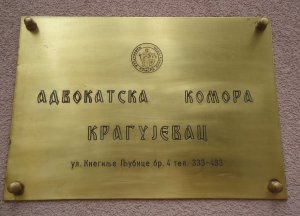 АДВОКАТСКА КОМОРА
КРАГУЈЕВАЦ
ул. Кнегиње Љубице бр. 4 тел. 333-483